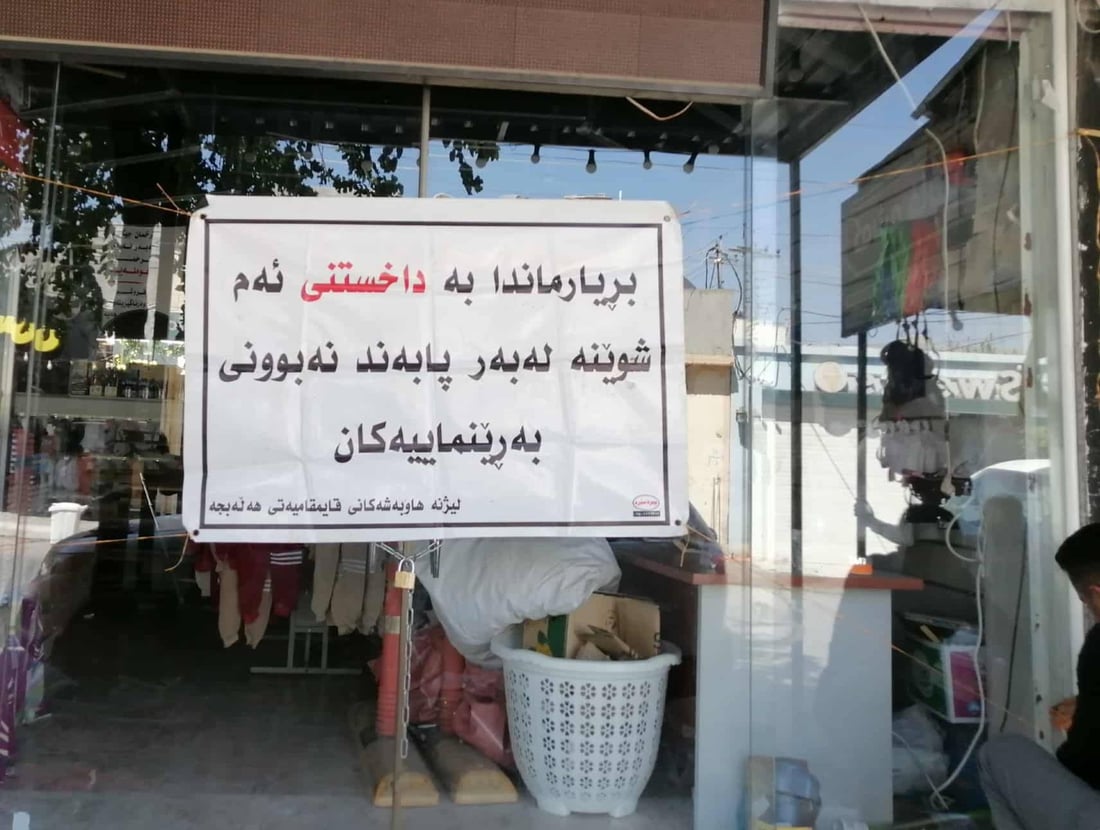 بڕیارماندا بە داخستنی ئەم
شوێنە لەبەر پابەند نەبوونی
بەڕێنماییەکان
لیژنە هاوبەشەکانی قایمقامیەتی هەڵەبجە